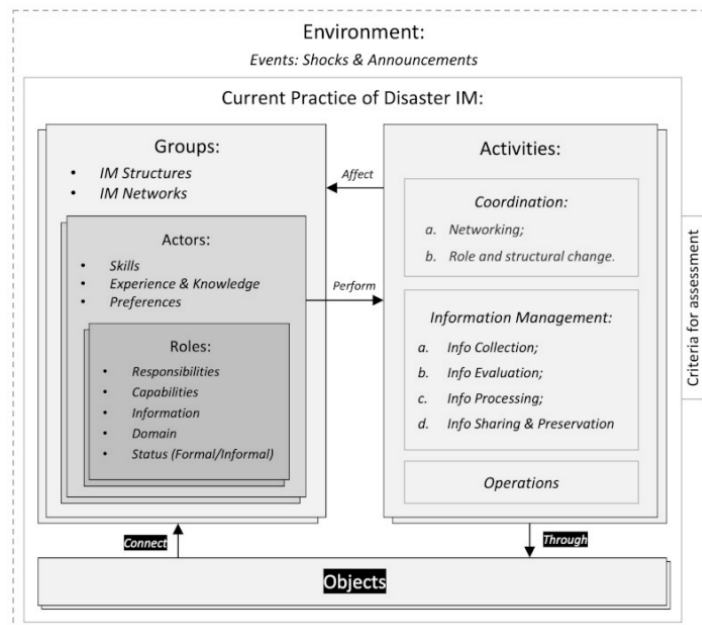 Environment:
Events: Shocks & Announcements
Current Practice of Disaster IM:
Groups:
• IM Structures
• IM Networks
Actors:
• Skills
• Experience & Knowledge
• Preferences
Roles:
• Responsibilities
• Capabilities
• Information
• Domain
• Status (Formal/Informal)
Affect
Perform
Activities:
Coordination:
a. Networking;
b. Role and structural change.
Information Management:
a. Info Collection;
b. Info Evaluation;
c. Info Processing;
d. Info Sharing & Preservation
Operations
Criteria for assessment
Connect
Through
Objects